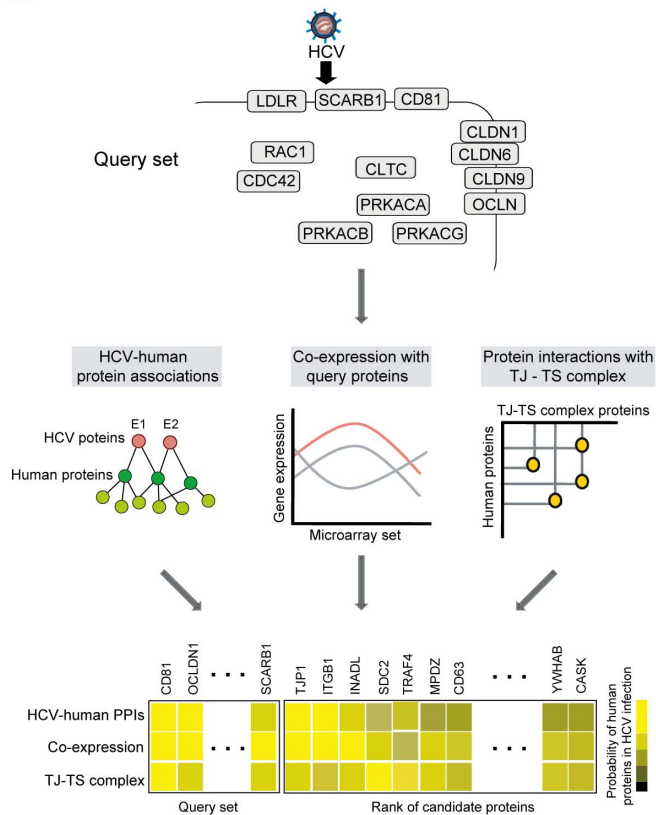 HCV
LDLR
SCARB1
CD81
CLDN1
Query set
RAC1
CLTC
CLDN6
CDC42
CLDN9
PRKACA
OCLN
PRKACB
PRKACG
HCV-human
protein associations
Co-expression with
query proteins
Protein interactions with
TJ - TS complex
E1 E2
HCV poteins
Human proteins
Gene expression
Microarray set
TJ-TS complex proteins
Human proteins
CD81
OCLDN1
...
SCARB1
TJP1
ITGB1
INADL
SDC2
TRAF4
MPDZ
CD63
...
YWHAB
CASK
HCV-human PPIs
Co-expression
...
...
TJ-TS complex
Query set
Rank of candidate proteins
Probability of human
proteins in HCV infection